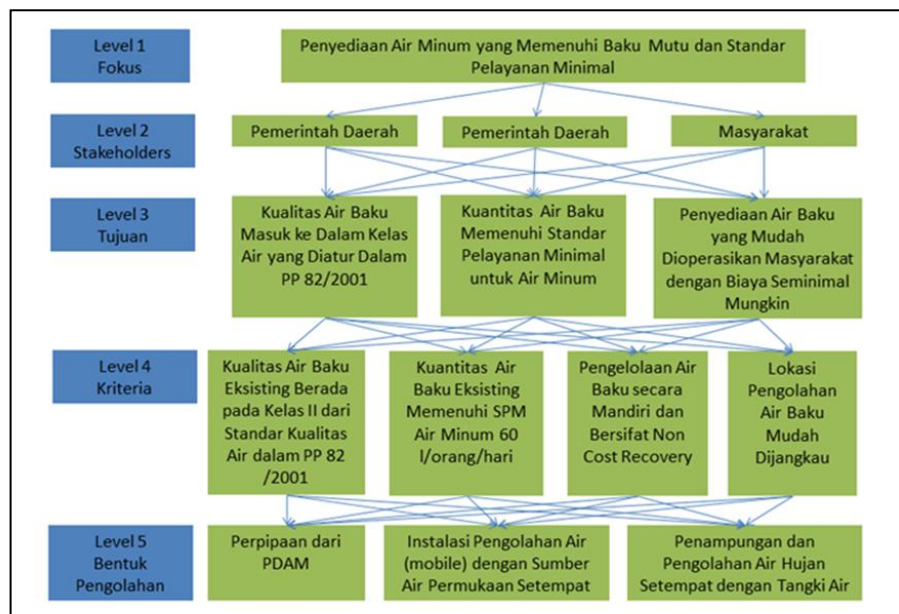 Level 1
Fokus
Penyediaan Air Minum yang Memenuhi Baku Mutu dan Standar
Pelayanan Minimal
Level 2
Stakeholders
Pemerintah Daerah
Pemerintah Daerah
Masyarakat
Level 3
Tujuan
Kualitas Air Baku
Masuk ke Dalam Kelas
Air yang Diatur Dalam
PP 82/2001
Kuantitas Air Baku
Memenuhi Standar
Pelayanan Minimal
untuk Air Minum
Penyediaan Air Baku
yang Mudah
Dioperasikan Masyarakat
dengan Biaya Seminimal
Mungkin
Level 4
Kriteria
Kualitas Air Baku
Eksisting Berada
pada Kelas II dari
Standar Kualitas
Air dalam PP 82
/2001
Kuantitas Air
Baku Eksisting
Memenuhi SPM
Air Minum 60
l/orang/hari
Pengelolaan Air
Baku secara
Mandiri dan
Bersifat Non
Cost Recovery
Lokasi
Pengolahan
Air Baku
Mudah
Dijangkau
Level 5
Bentuk
Pengolahan
Perpipaan dari
PDAM
Instalasi Pengolahan Air
(mobile) dengan Sumber
Air Permukaan Setempat
Penampungan dan
Pengolahan Air Hujan
Setempat dengan Tangki Air